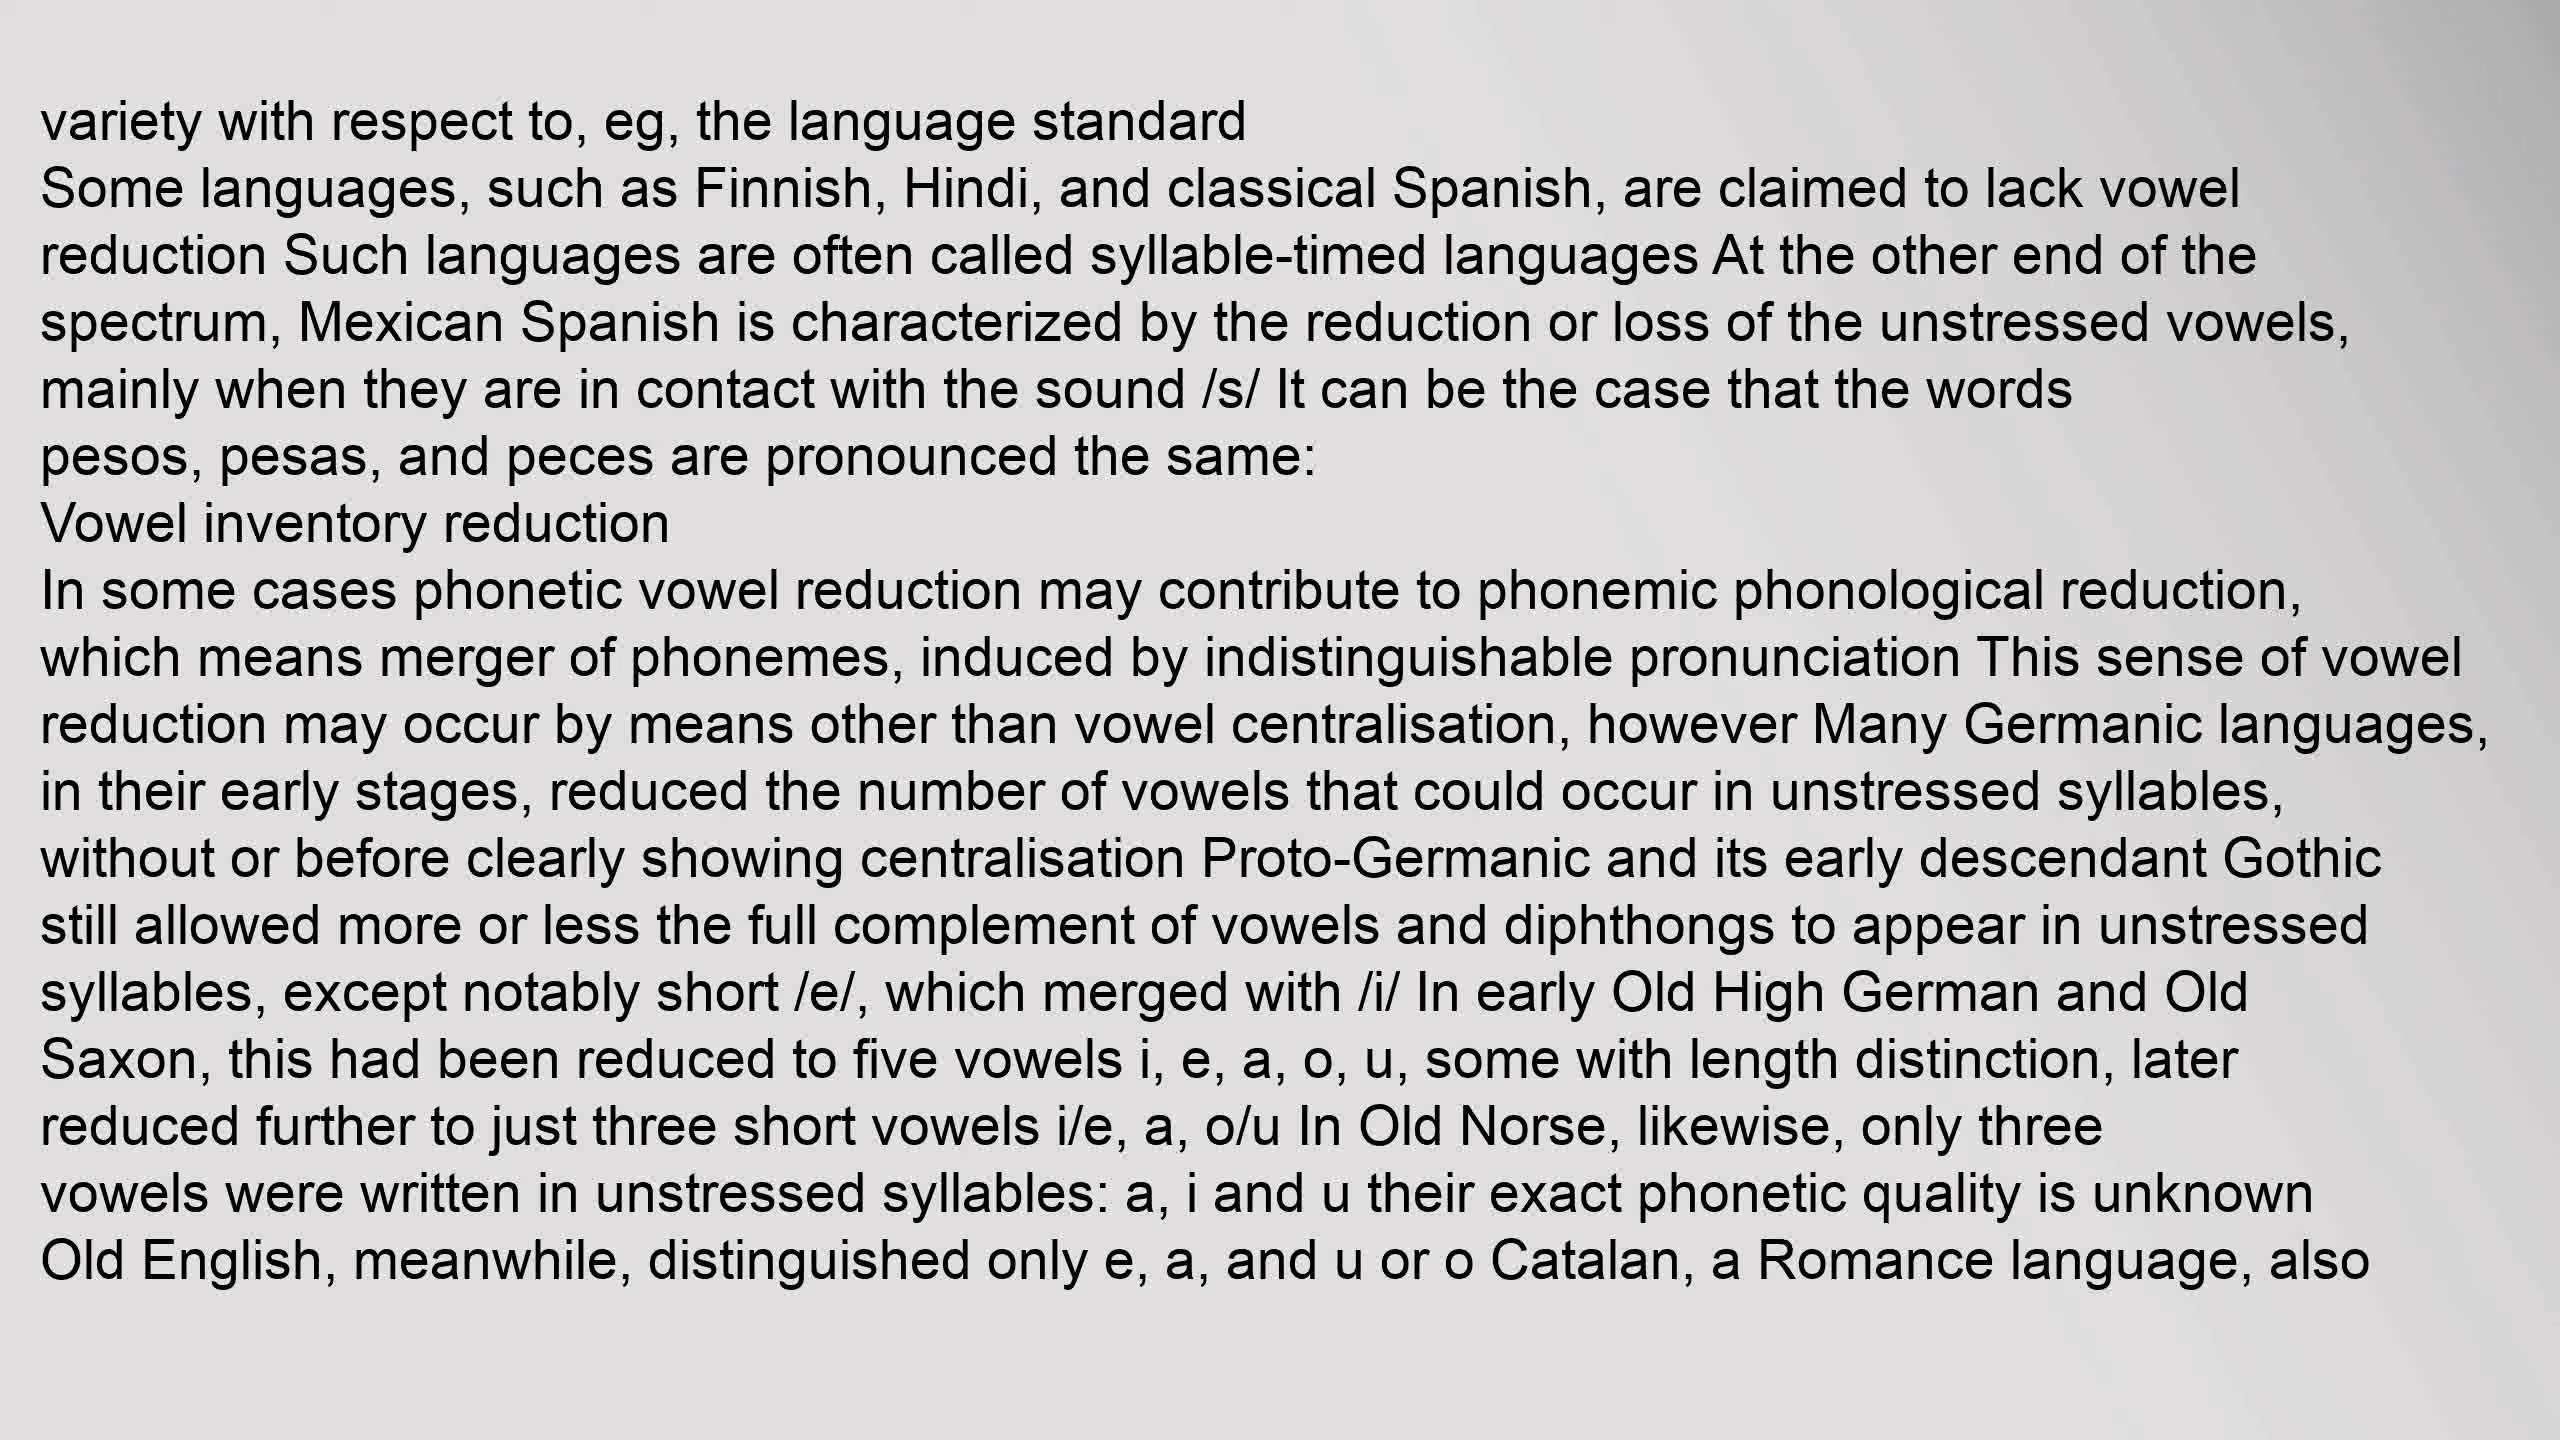 variety with respect to, eg, the language standard
Some languages, such as Finnish, Hindi, and classical Spanish, are claimed to lack vowel
reduction Such languages are often called syllable-timed languages At the other end of the
spectrum, Mexican Spanish is characterized by the reduction or loss of the unstressed vowels,
mainly when they are in contact with the sound /s/ It can be the case that the words
pesos, pesas, and peces are pronounced the same:
Vowel inventory reduction
In some cases phonetic vowel reduction may contribute to phonemic phonological reduction,
which means merger of phonemes, induced by indistinguishable pronunciation This sense of vowel
reduction may occur by means other than vowel centralisation, however Many Germanic languages,
in their early stages, reduced the number of vowels that could occur in unstressed syllables,
without or before clearly showing centralisation Proto-Germanic and its early descendant Gothic
still allowed more or less the full complement of vowels and diphthongs to appear in unstressed
syllables, except notably short /e/, which merged with /i/ In early Old High German and Old
Saxon, this had been reduced to five vowels i, e, a, o, u, some with length distinction, later
reduced further to just three short vowels i/e, a, o/u In Old Norse, likewise, only three
vowels were written in unstressed syllables: a, i and u their exact phonetic quality is unknown
Old English, meanwhile, distinguished only e, a, and u or o Catalan, a Romance language, also